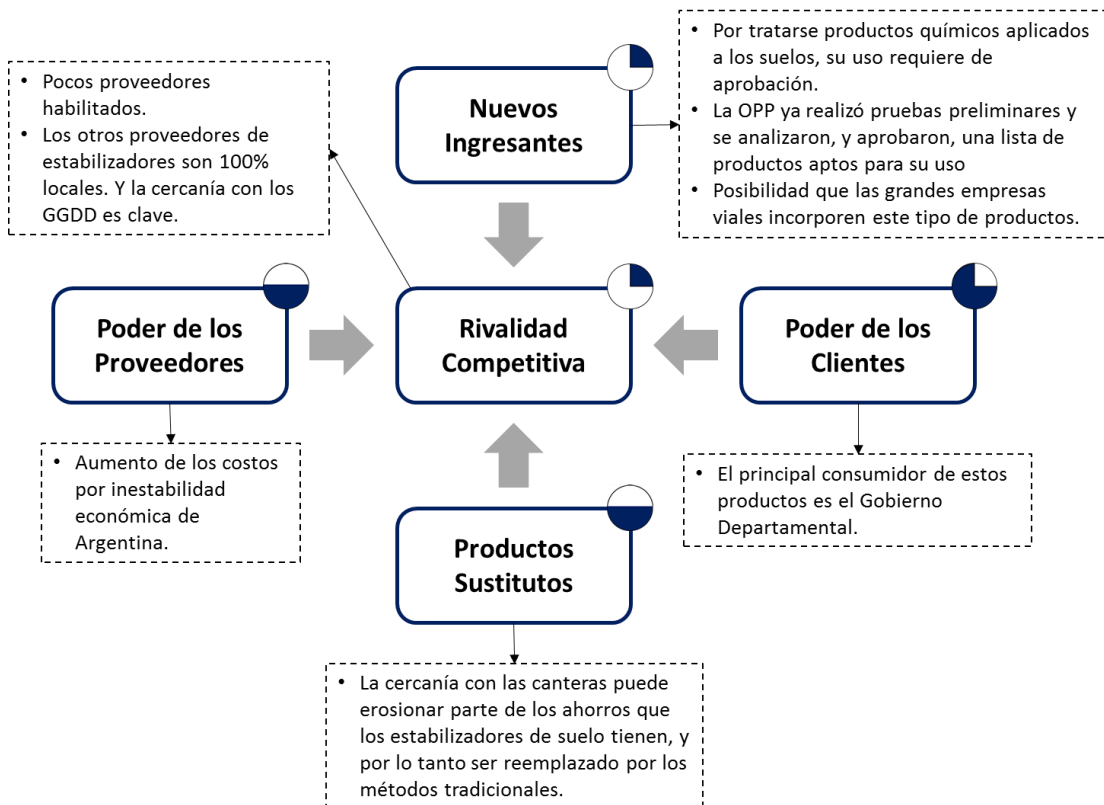 • Por tratarse productos químicos aplicados
a los suelos, su uso requiere de
aprobación.
• La OPP ya realizó pruebas preliminares y
se analizaron, y aprobaron, una lista de
productos aptos para su uso
• Posibilidad que las grandes empresas
viales incorporen este tipo de productos.
• Pocos proveedores
habilitados.
• Los otros proveedores de
estabilizadores son 100%
locales. Y la cercanía con los
GGDD es clave.
Nuevos
Ingresantes
Poder de los
Proveedores
Rivalidad
Competitiva
Poder de los
Clientes
• Aumento de los costos
por inestabilidad
económica de
Argentina.
• El principal consumidor de estos
productos es el Gobierno
Departamental.
Productos
Sustitutos
• La cercanía con las canteras puede
erosionar parte de los ahorros que
los estabilizadores de suelo tienen, y
por lo tanto ser reemplazado por los
métodos tradicionales.